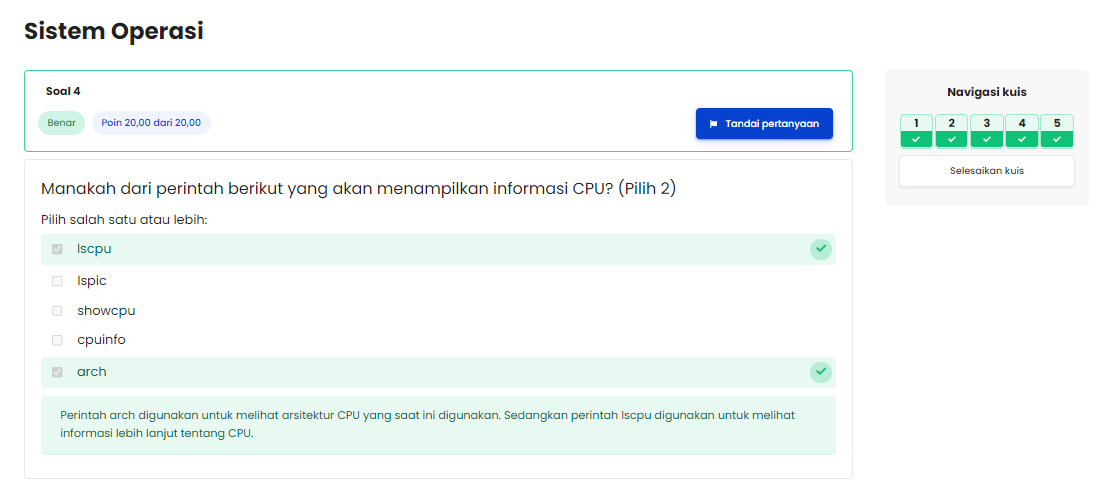 Sistem Operasi
Soal 4
Benar
Poin 20,00 dari 20,00
Tandai pertanyaan
Manakah dari perintah berikut yang akan menampilkan informasi CPU? (Pilih 2)
Pilih salah satu atau lebih:
lscpu
lspic
showcpu
cpuinfo
arch
Perintah arch digunakan untuk melihat arsitektur CPU yang saat ini digunakan. Sedangkan perintah lscpu digunakan untuk melihat
informasi lebih lanjut tentang CPU.
Navigasi kuis
1 2 3 4 5
Selesaikan kuis